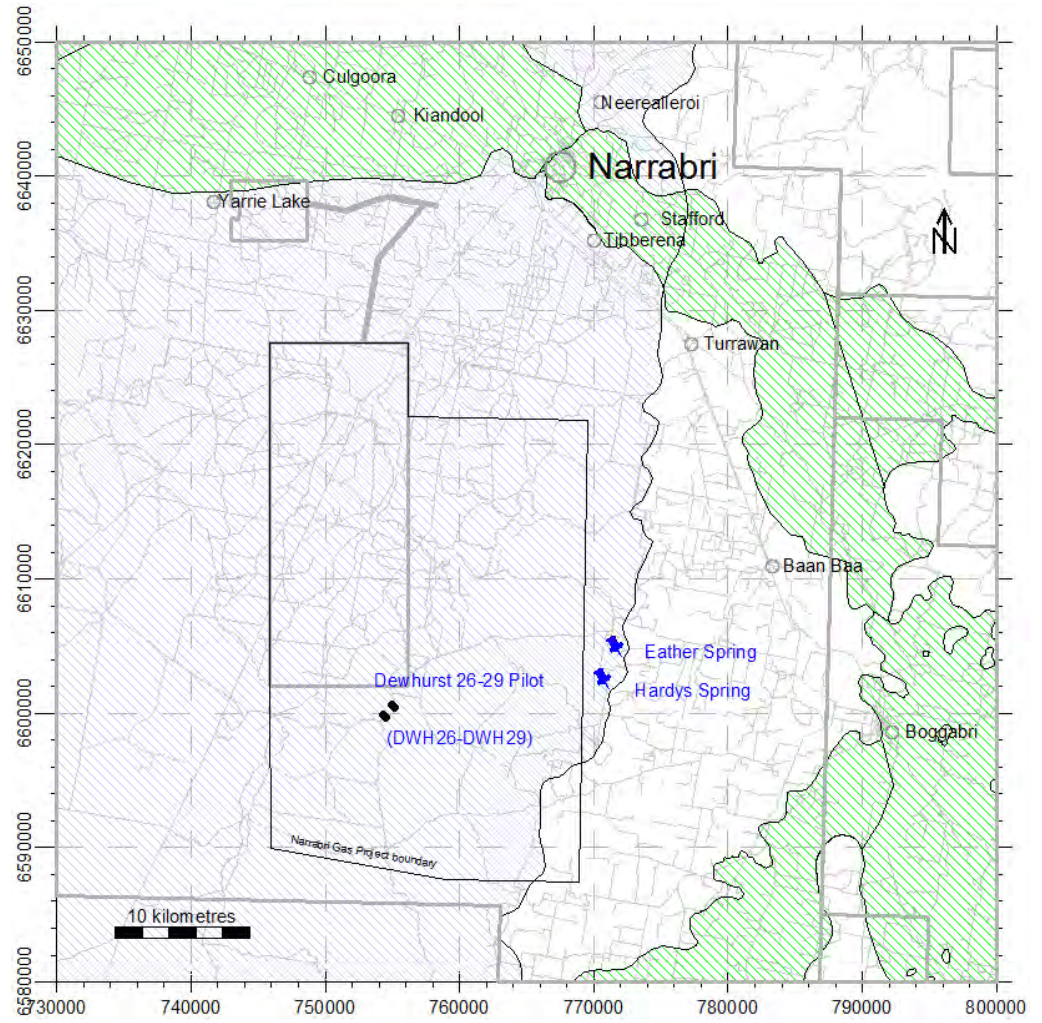 6650000
Culgoora
Neerealleroi
Kiandool
Narrabri
6640000
Yarrie Lake
Stafford
Tibberena
N
6630000
Turrawan
6620000
6610000
Baan Baa
Eather Spring
Dewhurst 26-29 Pilot
Hardys Spring
6600000
(DWH26-DWH29)
Boggabri
6590000
Narrabri Gas Project boundary
10 kilometres
6580000
730000 740000 750000 760000 770000 780000 790000 800000